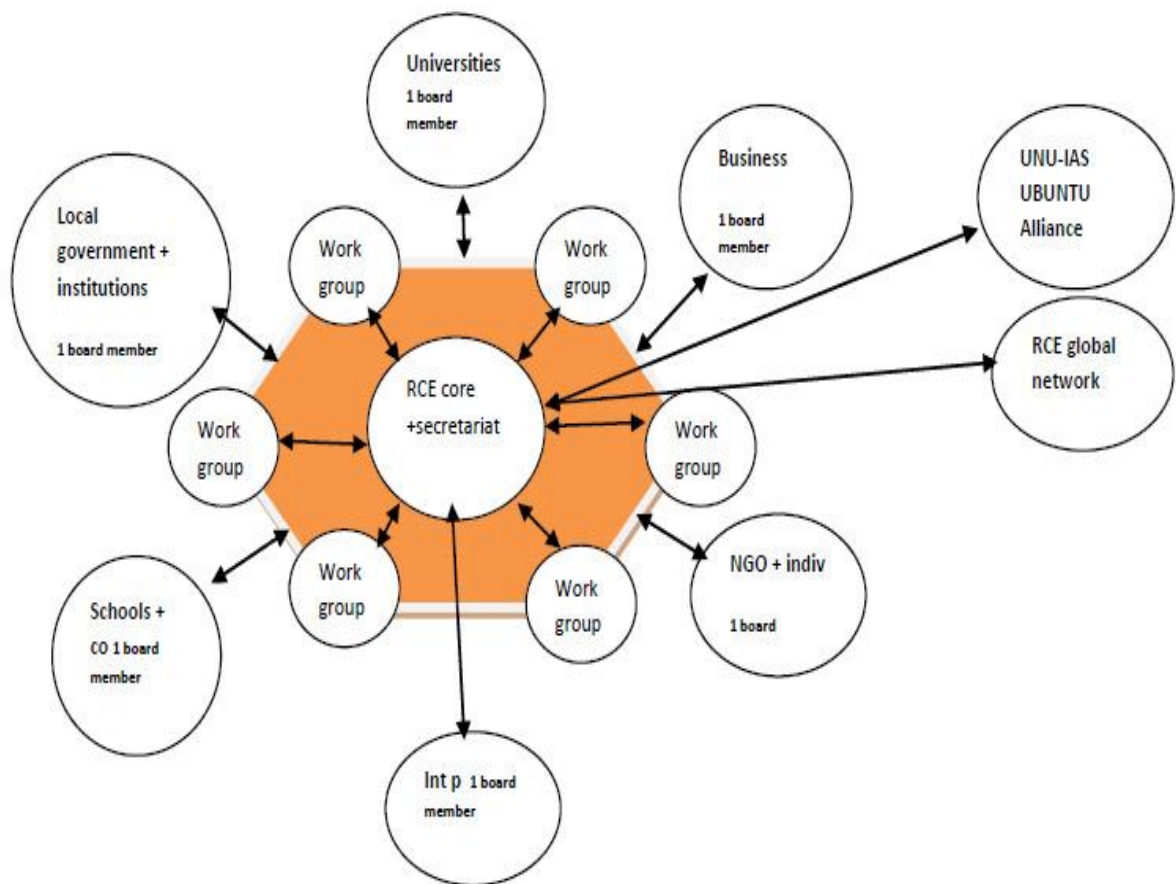 Universities
1 board
member
Business
1 board
member
UNU-IAS
UBUNTU
Alliance
Local
government +
institutions
1 board member
Work
group
Work
group
RCE global
network
RCE core
+secretariat
Work
group
Work
group
Work
group
Work
group
NGO + indiv
1 board
Schools +
CO 1 board
member
Int p 1 board
member